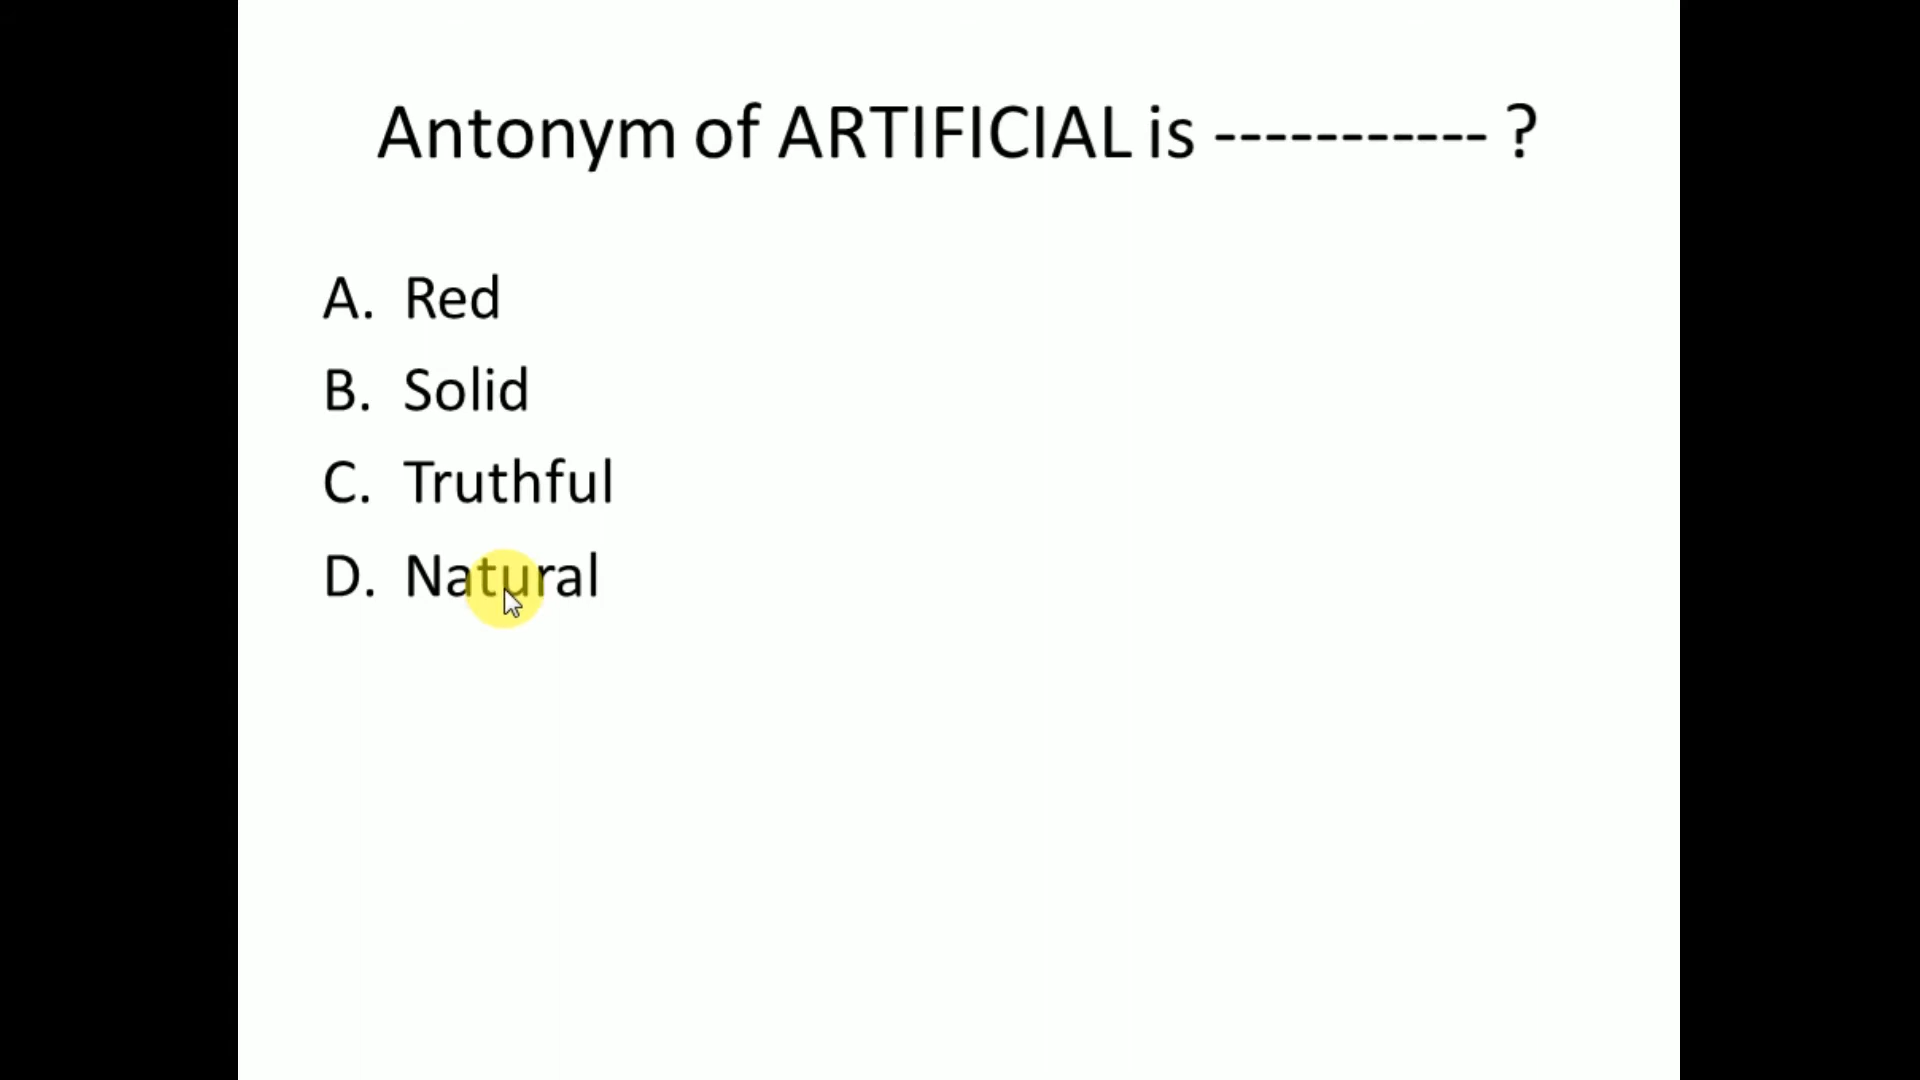 Antonym of ARTIFICIAL is ----------- ?
A. Red
B. Solid
C. Truthful
D. Natural